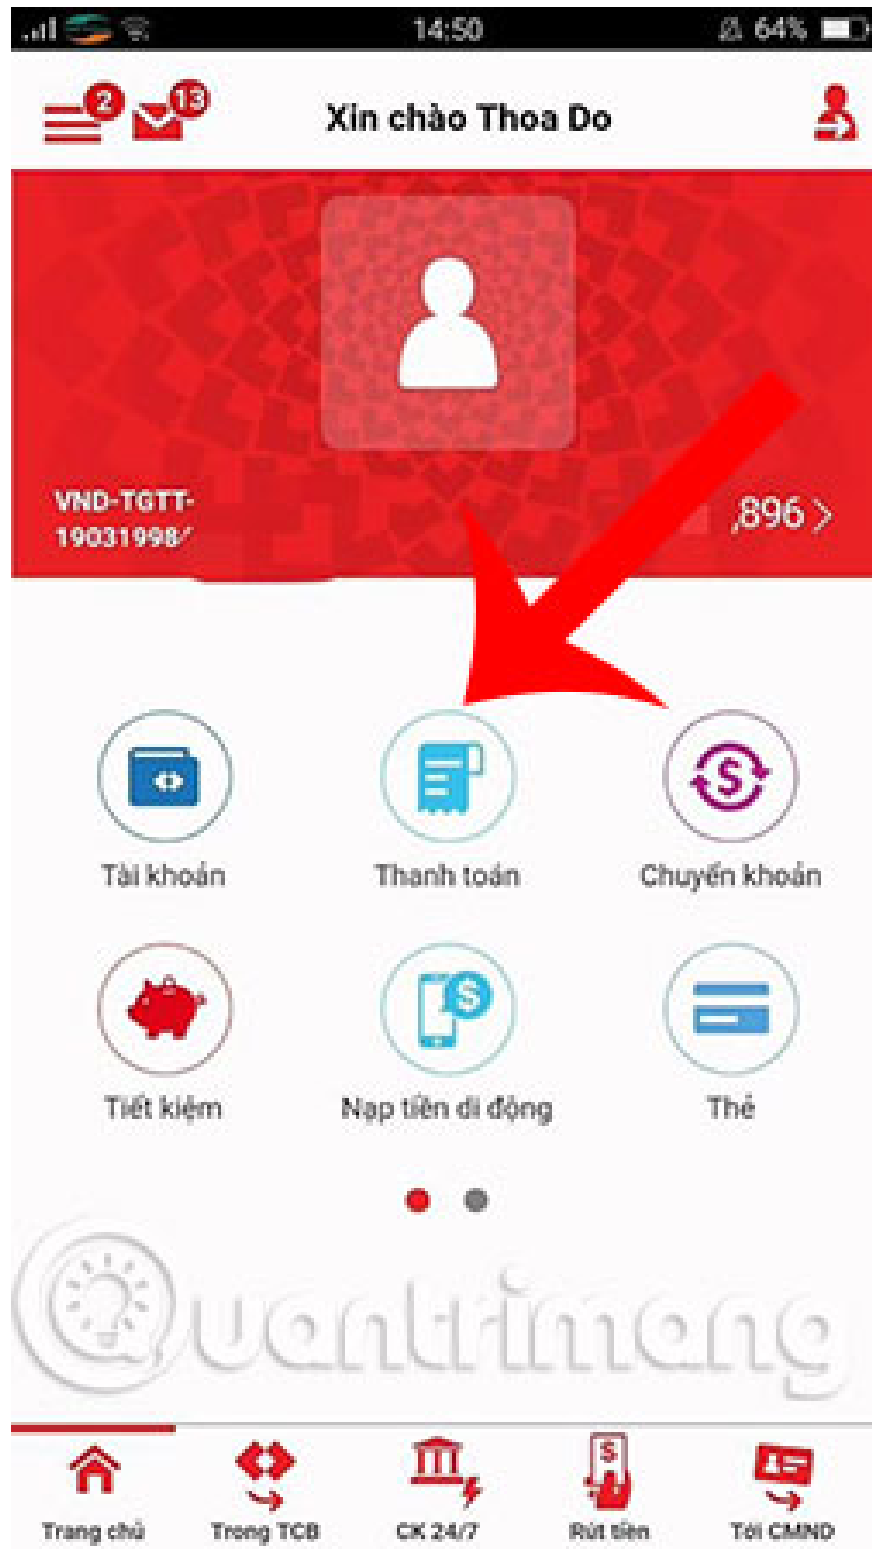 14:50
64%
2
13
Xin chào Thoa Do
VND-TGTT-
19031998
,896 >
Tài khoản
Thanh toán
Chuyển khoản
Tiết kiệm
Nạp tiền di động
Thẻ
Quantrimang
Trang chủ
Trong TCB
CK 24/7
Rút tiền
Tới CMND